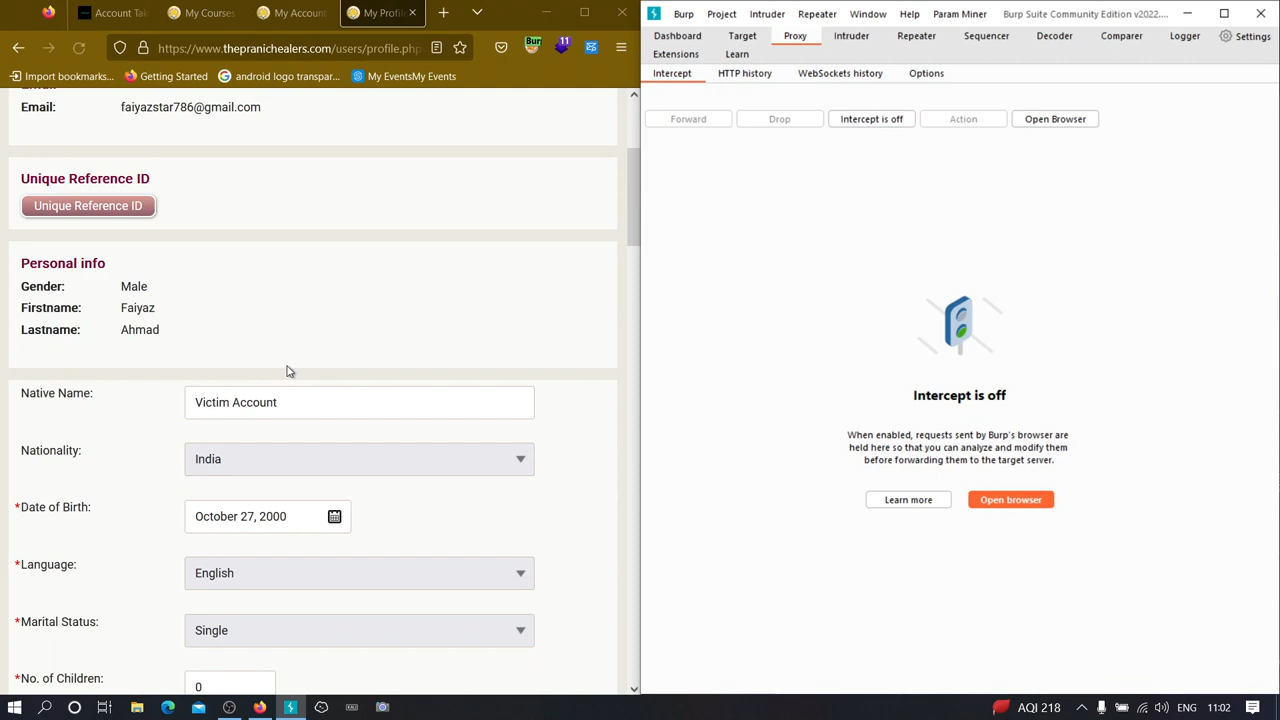 Account Tak
My Courses
My Account
My Profile
https://www.thepranichealers.com/users/profile.php
Burp
11
Import bookmarks...
Getting Started
android logo transpar...
My EventsMy Events
Email:
faiyazstar786@gmail.com
Unique Reference ID
Unique Reference ID
Personal info
Gender:
Male
Firstname:
Faiyaz
Lastname:
Ahmad
Native Name:
Victim Account
Nationality:
India
*Date of Birth:
October 27, 2000
*Language:
English
*Marital Status:
Single
*No. of Children:
0
Burp Project Intruder Repeater Window Help Param Miner Burp Suite Community Edition v2022....
Dashboard Target Proxy Intruder Repeater Sequencer Decoder Comparer Logger Settings
Extensions Learn
Intercept HTTP history WebSockets history Options
Forward Drop Intercept is off Action Open Browser
Intercept is off
When enabled, requests sent by Burp's browser are
held here so that you can analyze and modify them
before forwarding them to the target server.
Learn more Open browser
AQI 218 ENG 11:02